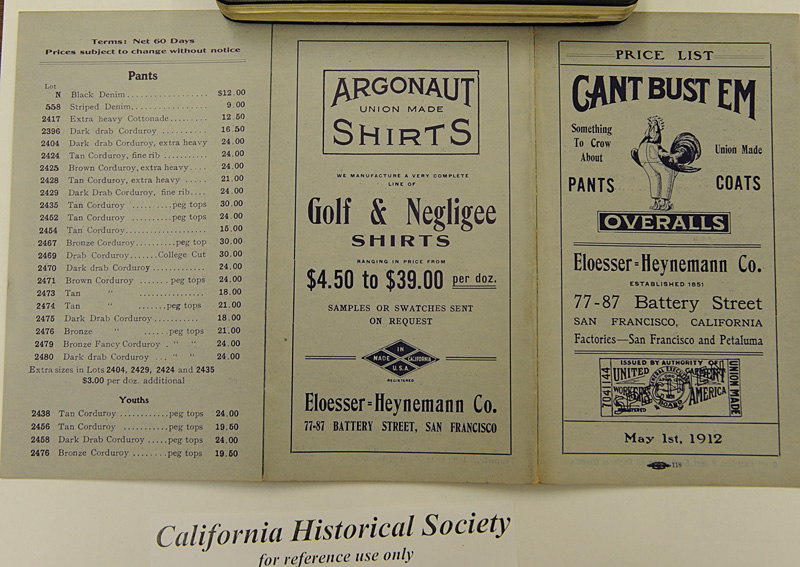 Terms: Net 60 Days
Prices subject to change without notice
Pants
Lot
N Black Denim.................. $12.00
558 Striped Denim,................ 9.00
2417 Extra heavy Cottonade......... 12.50
2396 Dark drab Corduroy .......... 16.50
2404 Dark drab Corduroy, extra heavy 24.00
2424 Tan Corduroy, fine rib.......... 24.00
2425 Brown Corduroy, extra heavy.... 24.00
2428 Tan Corduroy, extra heavy ...... 21.00
2429 Dark Drab Corduroy, fine rib.... 24.00
2435 Tan Corduroy ..........peg tops 30.00
2452 Tan Corduroy ..........peg tops 24.00
2454 Tan Corduroy.................. 15.00
2467 Bronze Corduroy.........peg top 30.00
2469 Drab Corduroy.......College Cut 30.00
2470 Dark drab Corduroy ............ 24.00
2471 Brown Corduroy ........peg tops 24.00
2473 Tan " ................ 18.00
2474 Tan " ......peg tops 21.00
2475 Dark Drab Corduroy........... 18.00
2476 Bronze " ......peg tops 21.00
2479 Bronze Fancy Corduroy . " " 24.00
2480 Dark drab Corduroy ... " " 24.00
Extra sizes in Lots 2404, 2429, 2424 and 2435
$3.00 per doz. additional
Youths
2438 Tan Corduroy ............peg tops 24.00
2456 Tan Corduroy ............peg tops 19.50
2458 Dark Drab Corduroy .....peg tops 24.00
2476 Bronze Corduroy ........peg tops 19.50
ARGONAUT
UNION MADE
SHIRTS
WE MANUFACTURE A VERY COMPLETE
LINE OF
Golf & Negligee
SHIRTS
RANGING IN PRICE FROM
$4.50 to $39.00 per doz.
SAMPLES OR SWATCHES SENT
ON REQUEST
IN
MADE CALIFORNIA
U.S.A.
REGISTERED
Eloesser=Heynemann Co.
77-87 BATTERY STREET, SAN FRANCISCO
PRICE LIST
CANT BUST EM
Something
To Crow
About
Union Made
PANTS
COATS
OVERALLS
Eloesser=Heynemann Co.
ESTABLISHED 1851
77-87 Battery Street
SAN FRANCISCO, CALIFORNIA
Factories—San Francisco and Petaluma
ISSUED BY AUTHORITY OF
7041144
UNITED GARMENT
WORKERS OF AMERICA
GENERAL EXECUTIVE BOARD
REGISTERED
UNION MADE
May 1st, 1912
118
California Historical Society
for reference use only